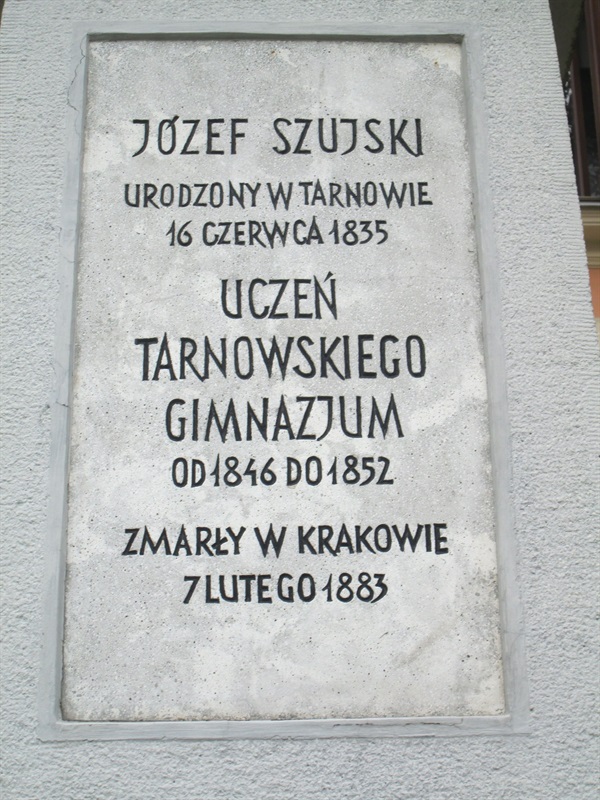 JÓZEF SZUJSKI
URODZONY W TARNOWIE
16 CZERWCA 1835
UCZEŃ
TARNOWSKIEGO
GIMNAZJUM
OD 1846 DO 1852
ZMARŁY W KRAKOWIE
7 LUTEGO 1883